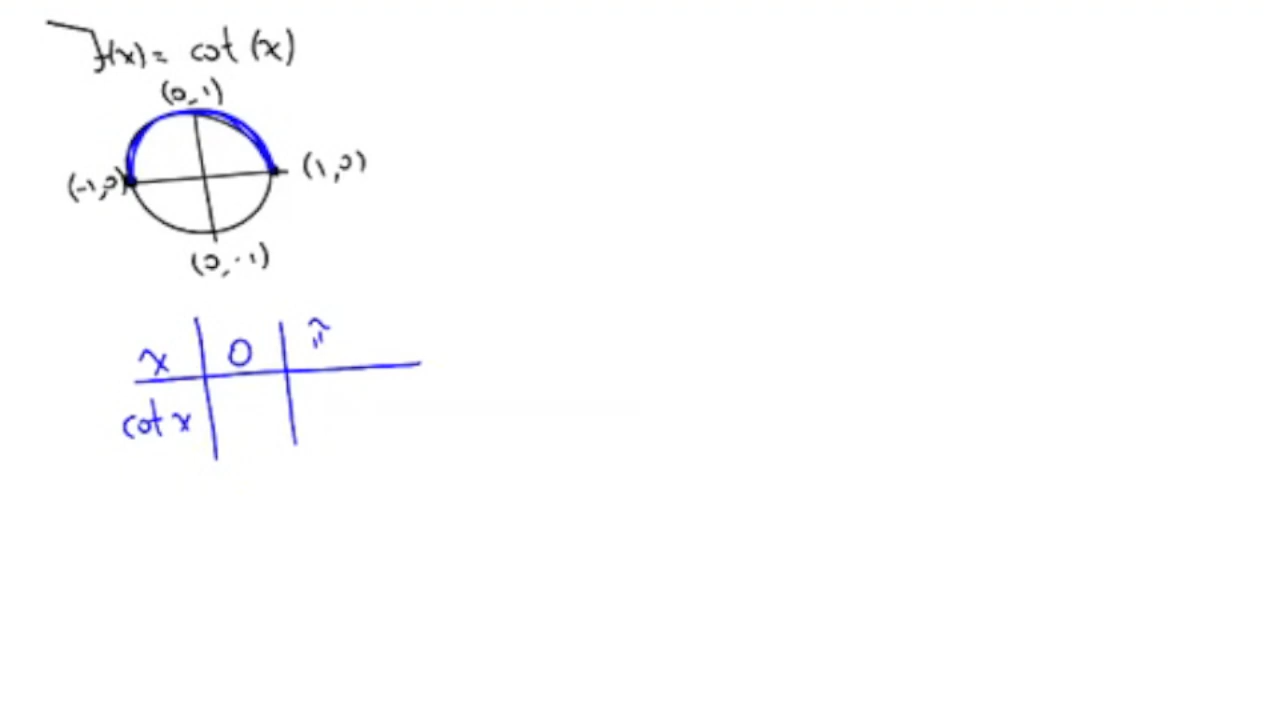 f(x) = cot (x)
(0, 1)
(-1, 0) (1, 0)
(0, -1)
x 0 π
cot x